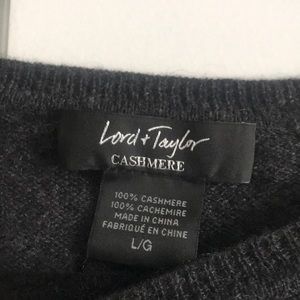 Lord + Taylor
CASHMERE
100% CASHMERE
100% CACHEMIRE
MADE IN CHINA
FABRIQUÉ EN CHINE
L/G